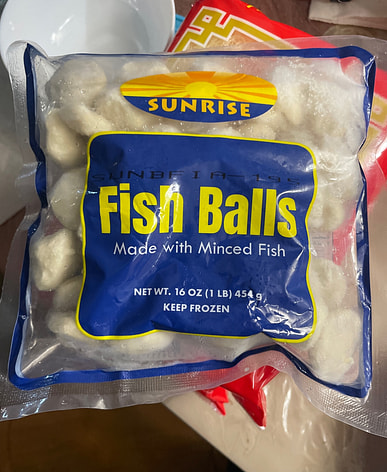 SUNRISE
Fish Balls
Made with Minced Fish
NET WT. 16 OZ (1 LB) 454 g
KEEP FROZEN